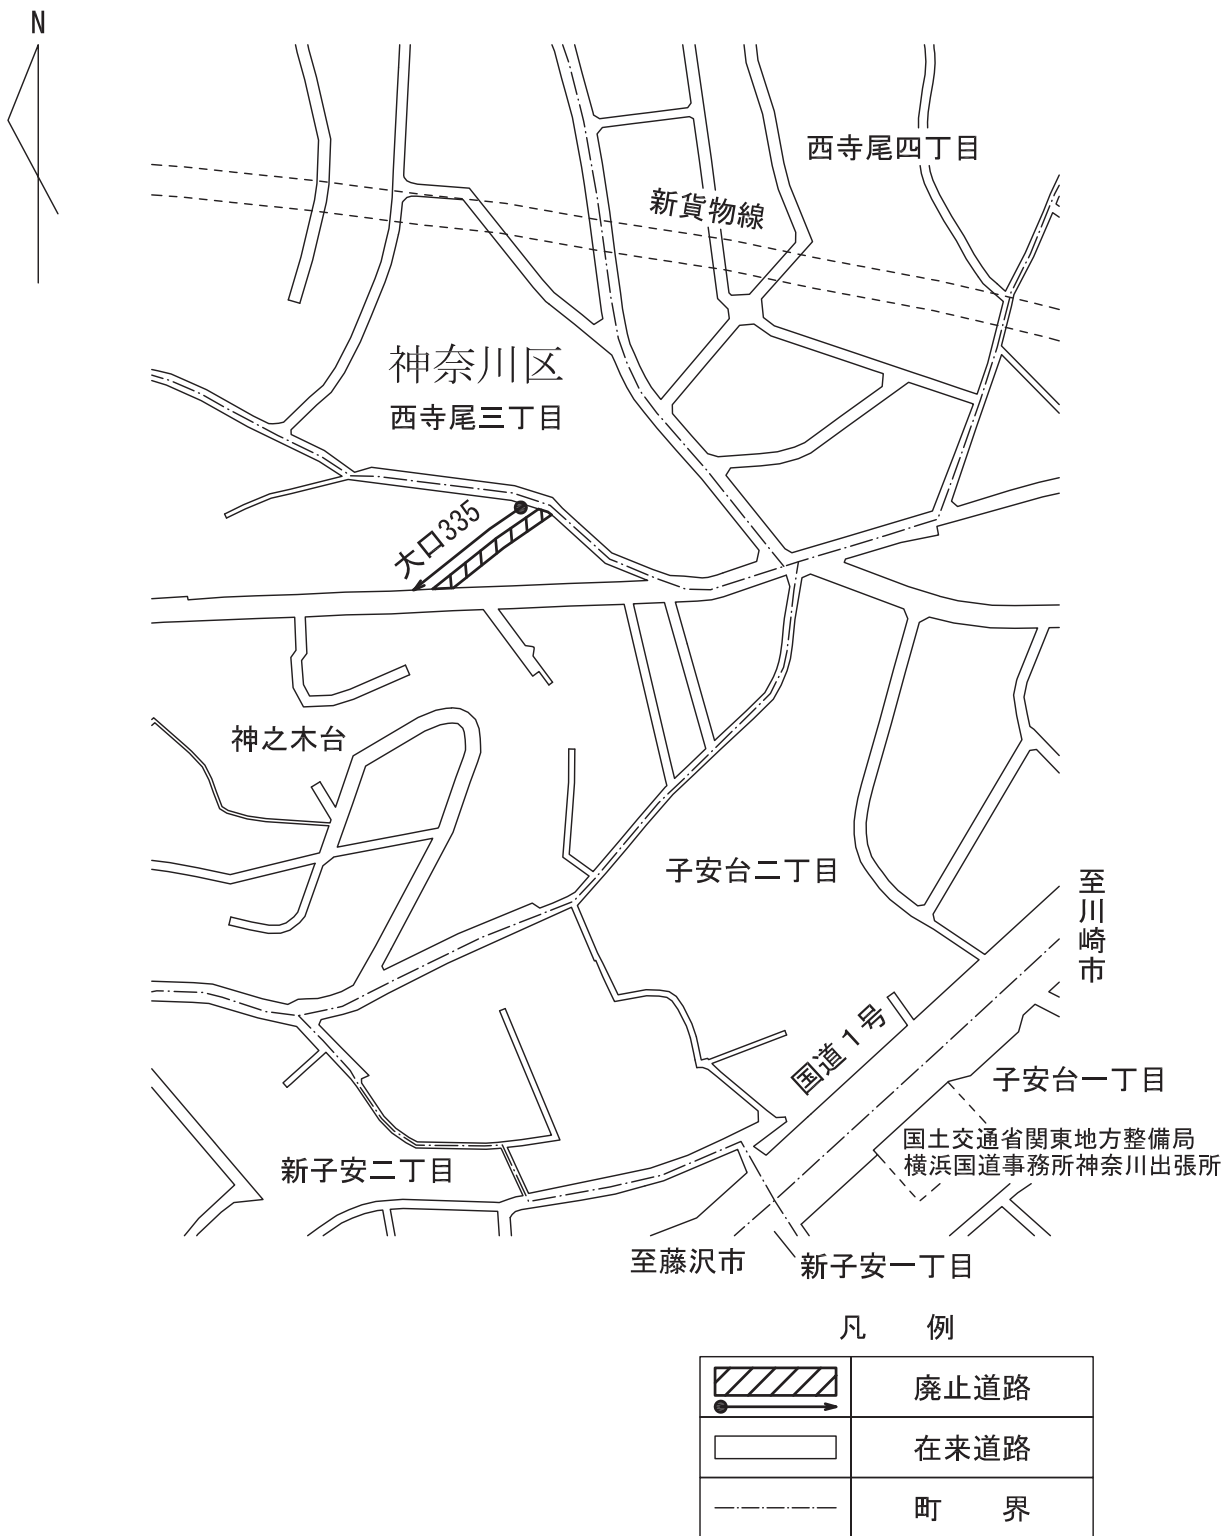 N
西寺尾四丁目
新貨物線
神奈川区
西寺尾三丁目
大口335
神之木台
子安台二丁目
至川崎市
国道1号
子安台一丁目
国土交通省関東地方整備局
横浜国道事務所神奈川出張所
新子安二丁目
至藤沢市
新子安一丁目
凡 例
廃止道路
在来道路
町 界